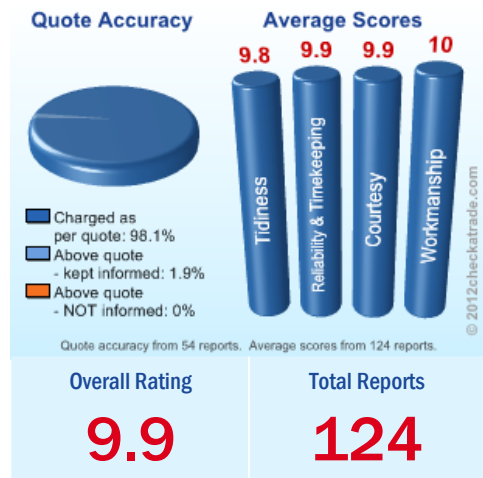 Quote Accuracy
Average Scores
9.8
9.9
9.9
10
Tidiness
Reliability & Timekeeping
Courtesy
Workmanship
Charged as
per quote: 98.1%
Above quote
- kept informed: 1.9%
Above quote
- NOT informed: 0%
© 2012checkatrade.com
Quote accuracy from 54 reports. Average scores from 124 reports.
Overall Rating
9.9
Total Reports
124